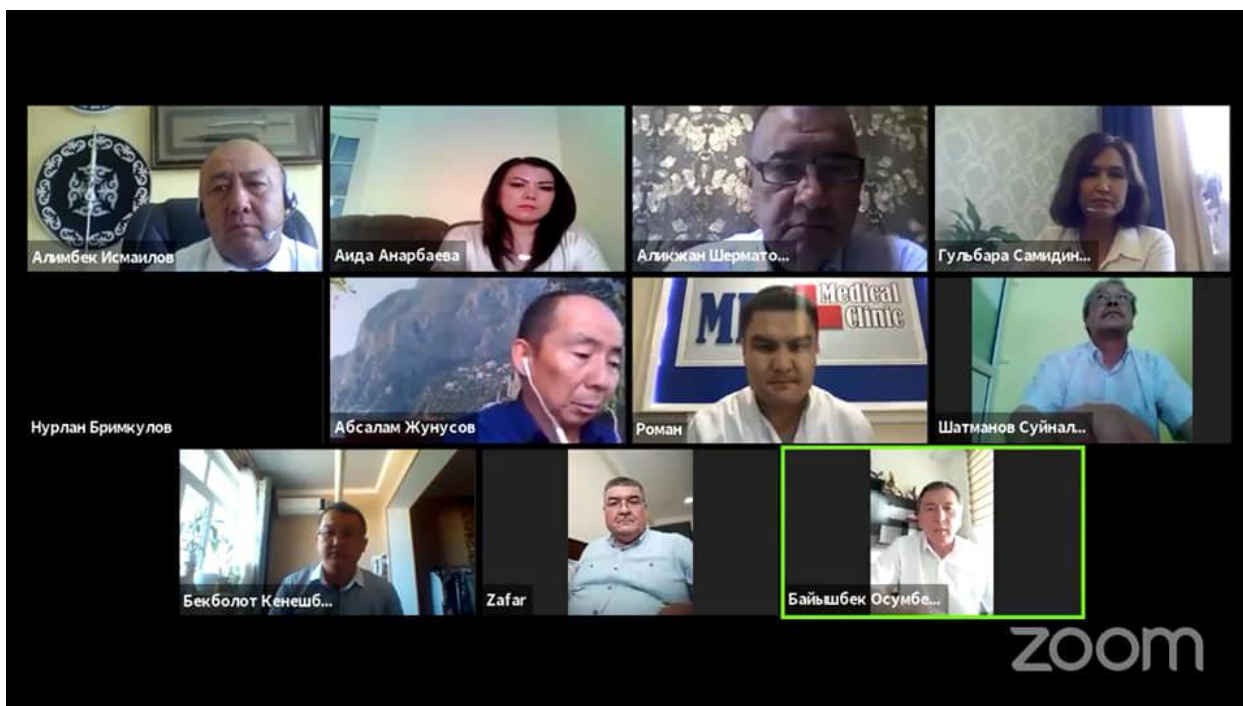 Алимбек Исмаилов
Аида Анарбаева
Аликжан Шермато...
Гульбара Самидин...
Medical
Clinic
Нурлан Бримкулов
Абсалам Жунусов
Роман
Шатманов Суйнал...
Бекболот Кенешб...
Zafar
Байышбек Осумбе...
zoom